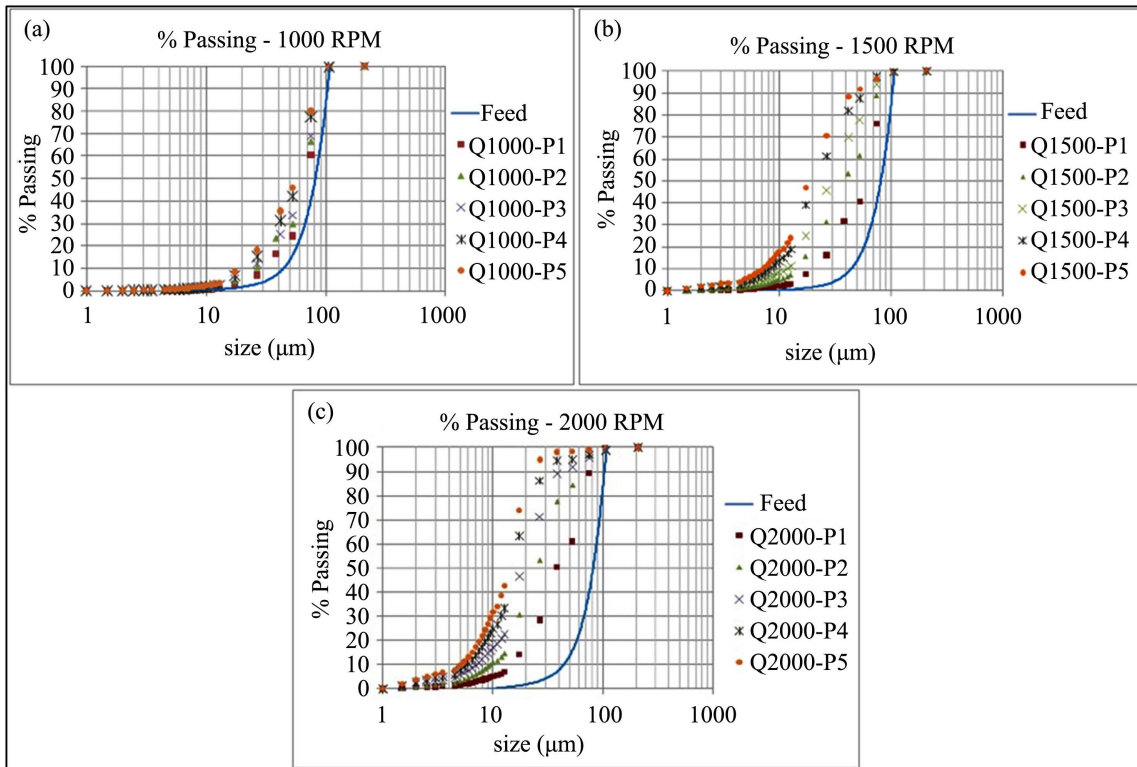 (a)
% Passing - 1000 RPM
% Passing
100
90
80
70
60
50
40
30
20
10
0
1 10 100 1000
size (μm)
Feed
Q1000-P1
Q1000-P2
Q1000-P3
Q1000-P4
Q1000-P5
(b)
% Passing - 1500 RPM
% Passing
100
90
80
70
60
50
40
30
20
10
0
1 10 100 1000
size (μm)
Feed
Q1500-P1
Q1500-P2
Q1500-P3
Q1500-P4
Q1500-P5
(c)
% Passing - 2000 RPM
% Passing
100
90
80
70
60
50
40
30
20
10
0
1 10 100 1000
size (μm)
Feed
Q2000-P1
Q2000-P2
Q2000-P3
Q2000-P4
Q2000-P5